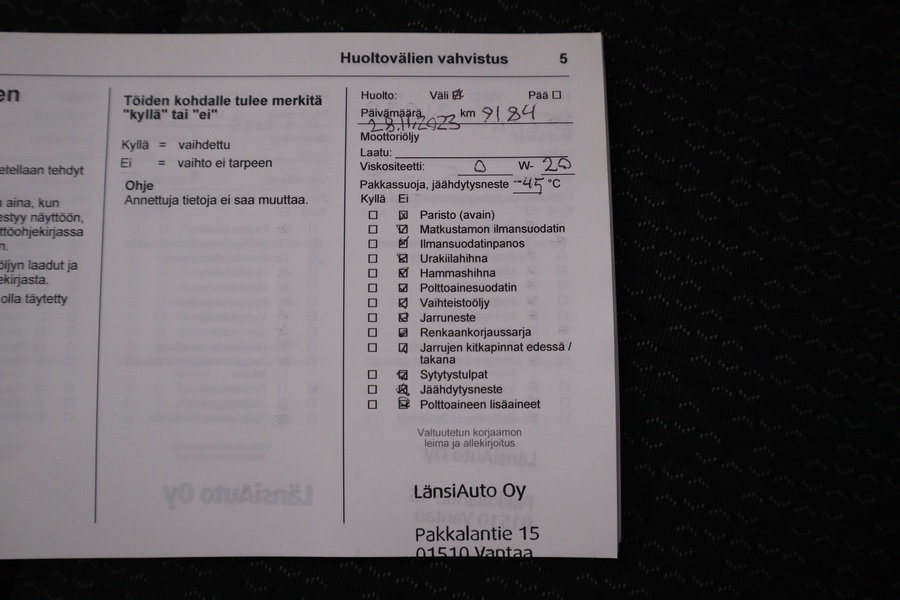 Huoltovälien vahvistus 5
en
eteilaan tehdyt
aina, kun
estyy näyttöön,
ttöohjekirjassa
n.
öljyn laadut ja
ekirjasta.
olla täytetty
Töiden kohdalle tulee merkitä
"kyllä" tai "ei"
Kyllä = vaihdettu
Ei = vaihto ei tarpeen
Ohje
Annettuja tietoja ei saa muuttaa.
Huolto: Väli ☒ Pää ☐
Päivämäärä 28.11.2023 km 9184
Moottoriöljy
Laatu:
Viskositeetti: 0 W- 20
Pakkassuoja, jäähdytysneste -45 °C
Kyllä Ei
☐ ☒ Paristo (avain)
☐ ☒ Matkustamon ilmansuodatin
☐ ☒ Ilmansuodatinpanos
☐ ☒ Urakiilahihna
☐ ☒ Hammashihna
☐ ☒ Polttoainesuodatin
☐ ☒ Vaihteistoöljy
☐ ☒ Jarruneste
☐ ☒ Renkaankorjaussarja
☐ ☒ Jarrujen kitkapinnat edessä /
takana
☐ ☒ Sytytystulpat
☐ ☒ Jäähdytysneste
☐ ☒ Polttoaineen lisäaineet
Valtuutetun korjaamon
leima ja allekirjoitus
LänsiAuto Oy
Pakkalantie 15
01510 Vantaa